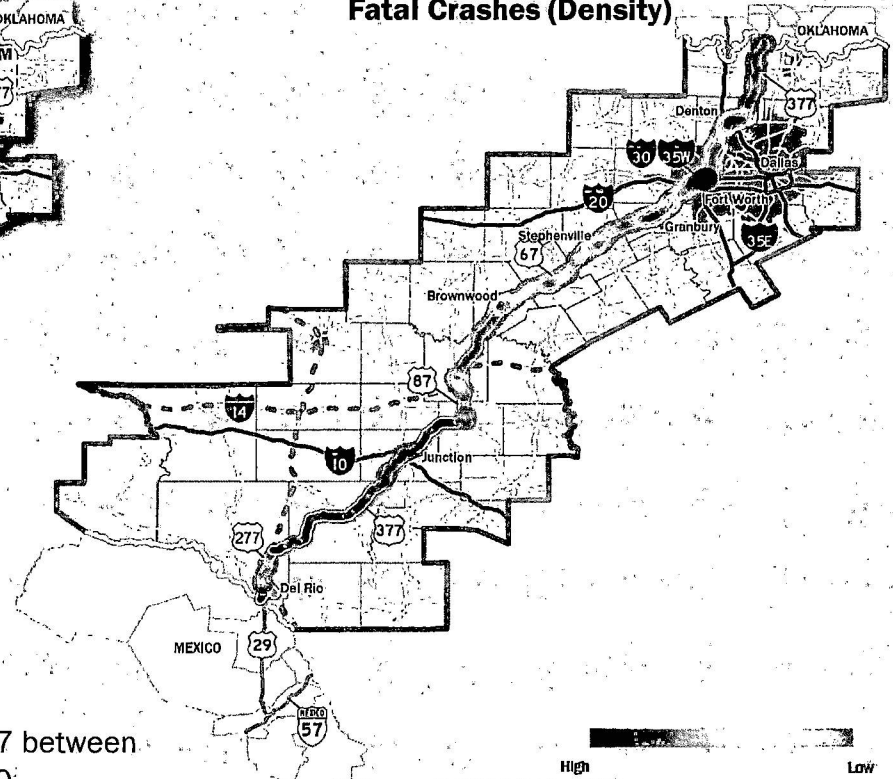 Fatal Crashes (Density)
OKLAHOMA
M
OKLAHOMA
377
Denton
30
35W
Dallas
20
Fort Worth
Granbury
35E
Stephenville
67
Brownwood
87
14
10
Junction
377
277
Del Rio
MEXICO
29
MEXICO
57
7 between
High
Low